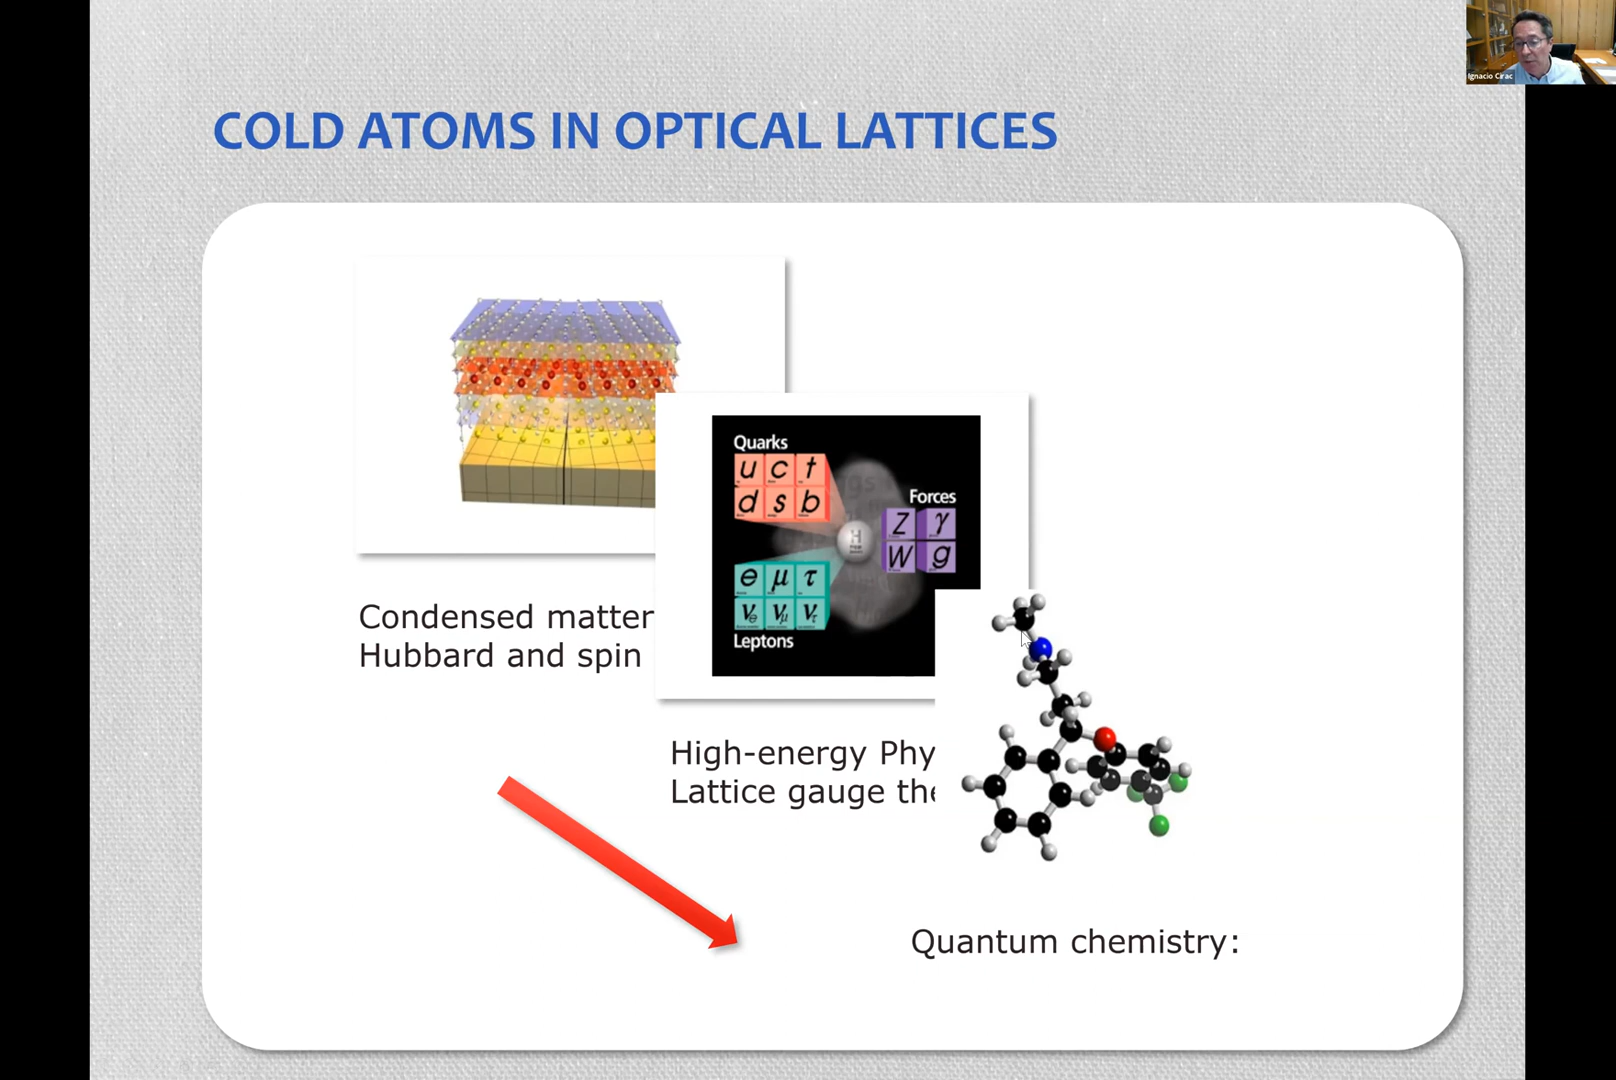 Ignacio Cirac
COLD ATOMS IN OPTICAL LATTICES
Quarks
u c t
d s b
Forces
Z γ
W g
H
e μ τ
νe νμ ντ
Leptons
Condensed matter
Hubbard and spin
High-energy Phy
Lattice gauge the
Quantum chemistry: